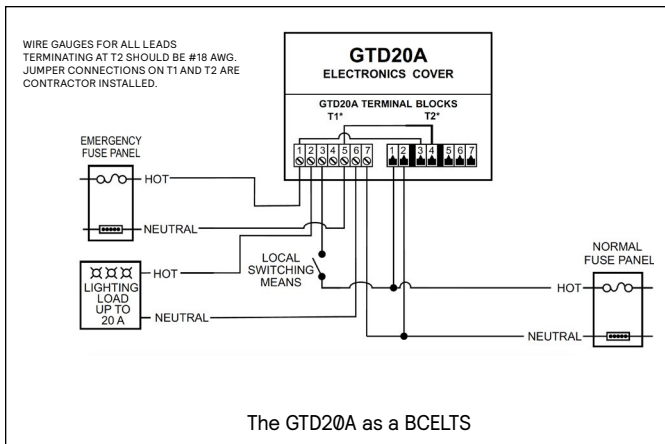 WIRE GAUGES FOR ALL LEADS
TERMINATING AT T2 SHOULD BE #18 AWG.
JUMPER CONNECTIONS ON T1 AND T2 ARE
CONTRACTOR INSTALLED.
GTD20A
ELECTRONICS COVER
GTD20A TERMINAL BLOCKS
T1* T2*
1 2 3 4 5 6 7 1 2 3 4 5 6 7
EMERGENCY
FUSE PANEL
HOT
NEUTRAL
LIGHTING
LOAD
UP TO
20 A
HOT
NEUTRAL
LOCAL
SWITCHING
MEANS
NORMAL
FUSE PANEL
HOT
NEUTRAL
The GTD20A as a BCELTS